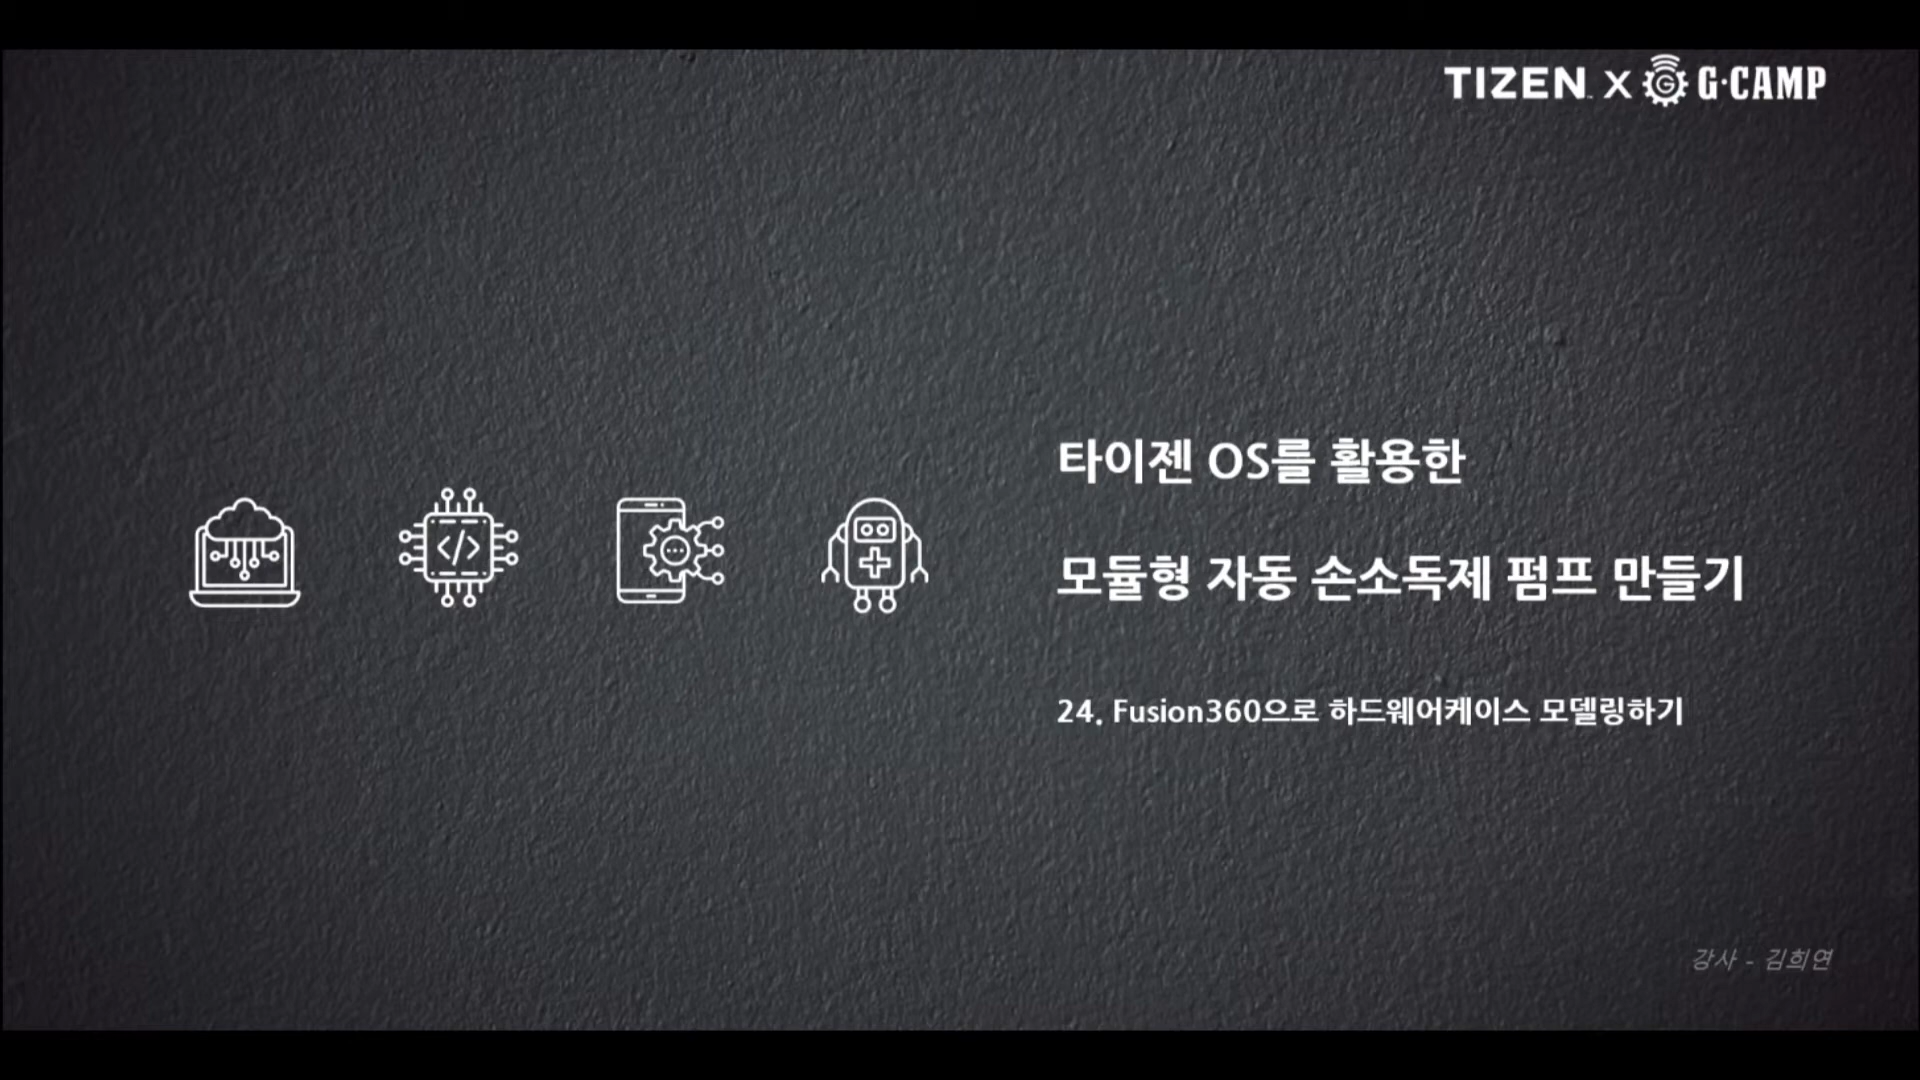 TIZEN™ X G·CAMP
타이젠 OS를 활용한
모듈형 자동 손소독제 펌프 만들기
24. Fusion360으로 하드웨어케이스 모델링하기
강사 - 김희연